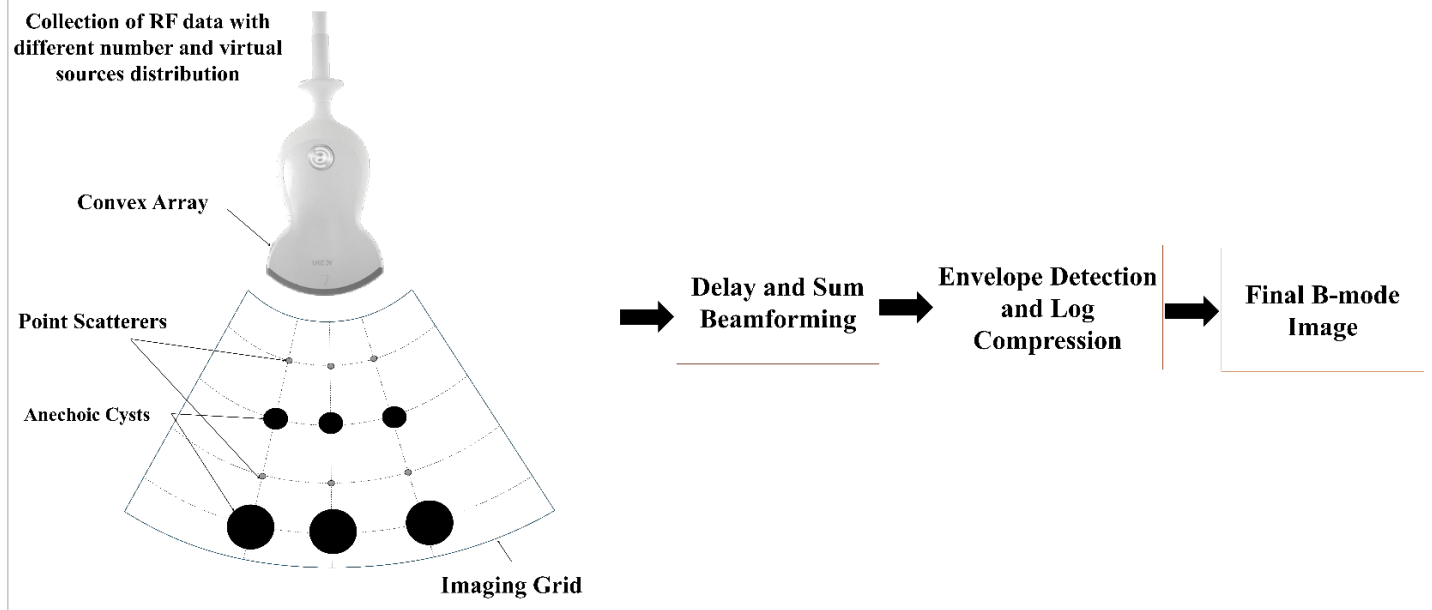 Collection of RF data with
different number and virtual
sources distribution
Convex Array
Point Scatterers
Anechoic Cysts
Imaging Grid
Delay and Sum
Beamforming
Envelope Detection
and Log
Compression
Final B-mode
Image